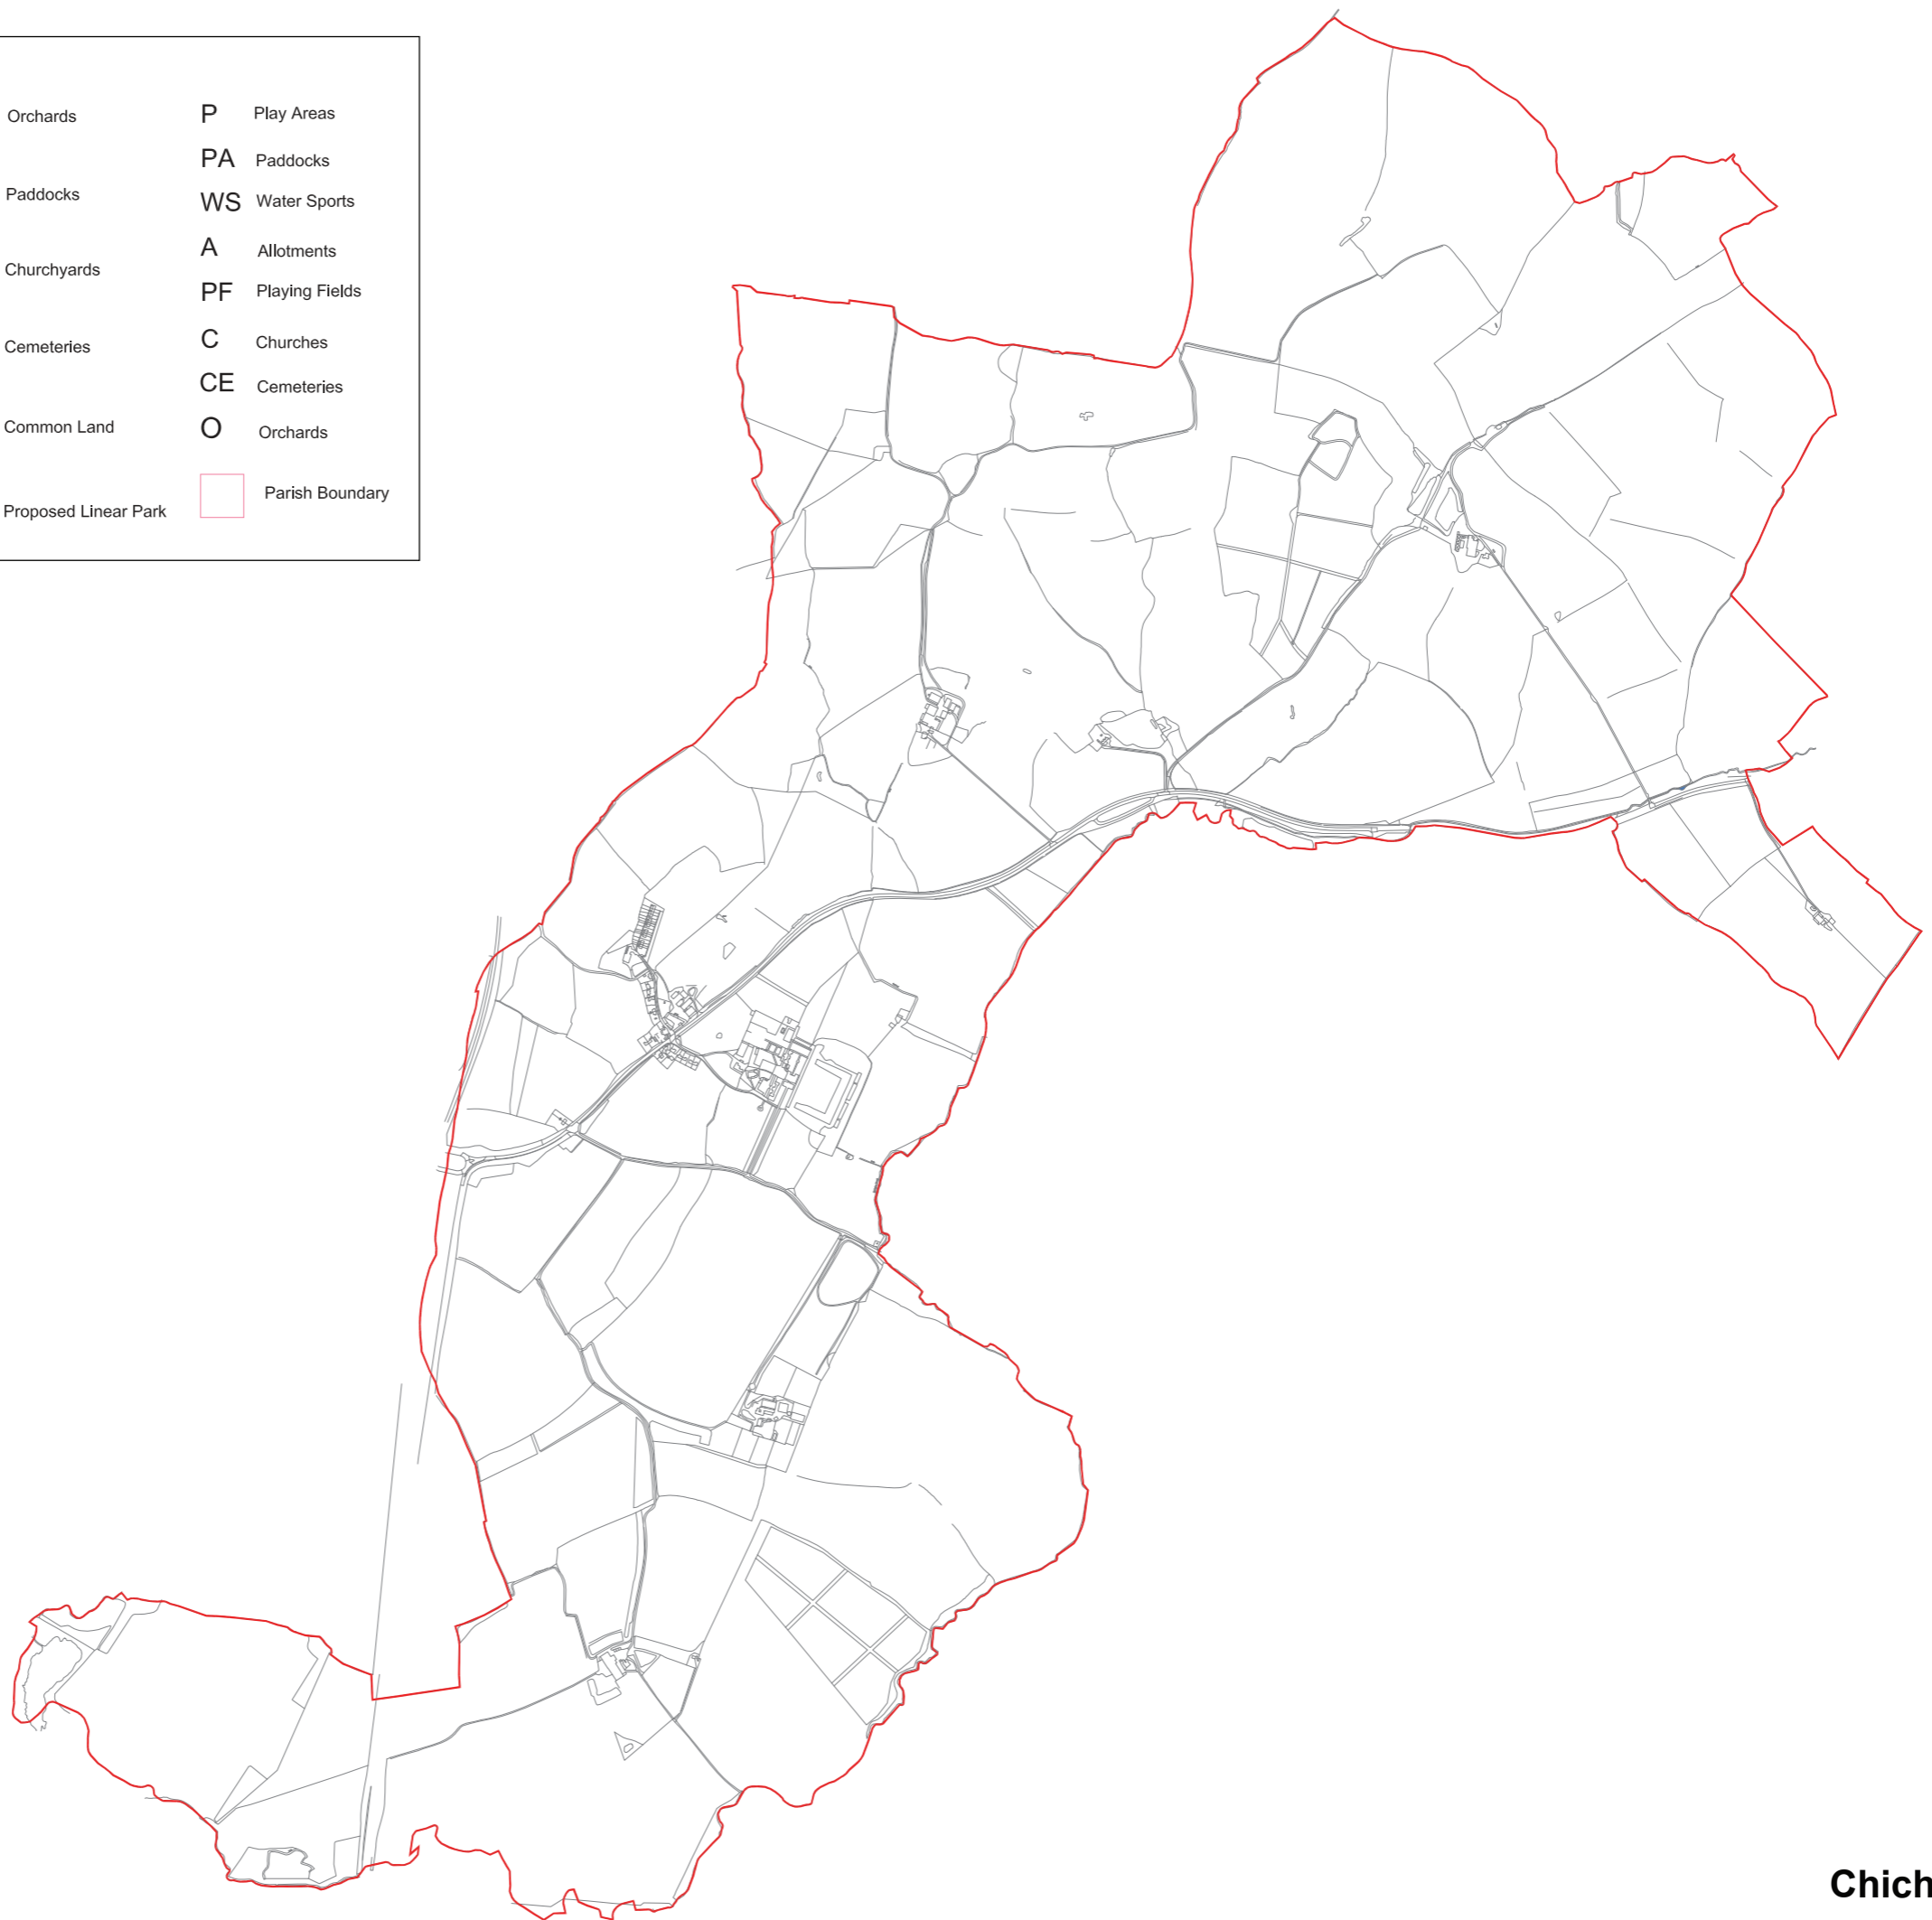 Orchards
P Play Areas
PA Paddocks
Paddocks
WS Water Sports
A Allotments
Churchyards
PF Playing Fields
C Churches
Cemeteries
CE Cemeteries
Common Land
O Orchards
Parish Boundary
Proposed Linear Park
Chich